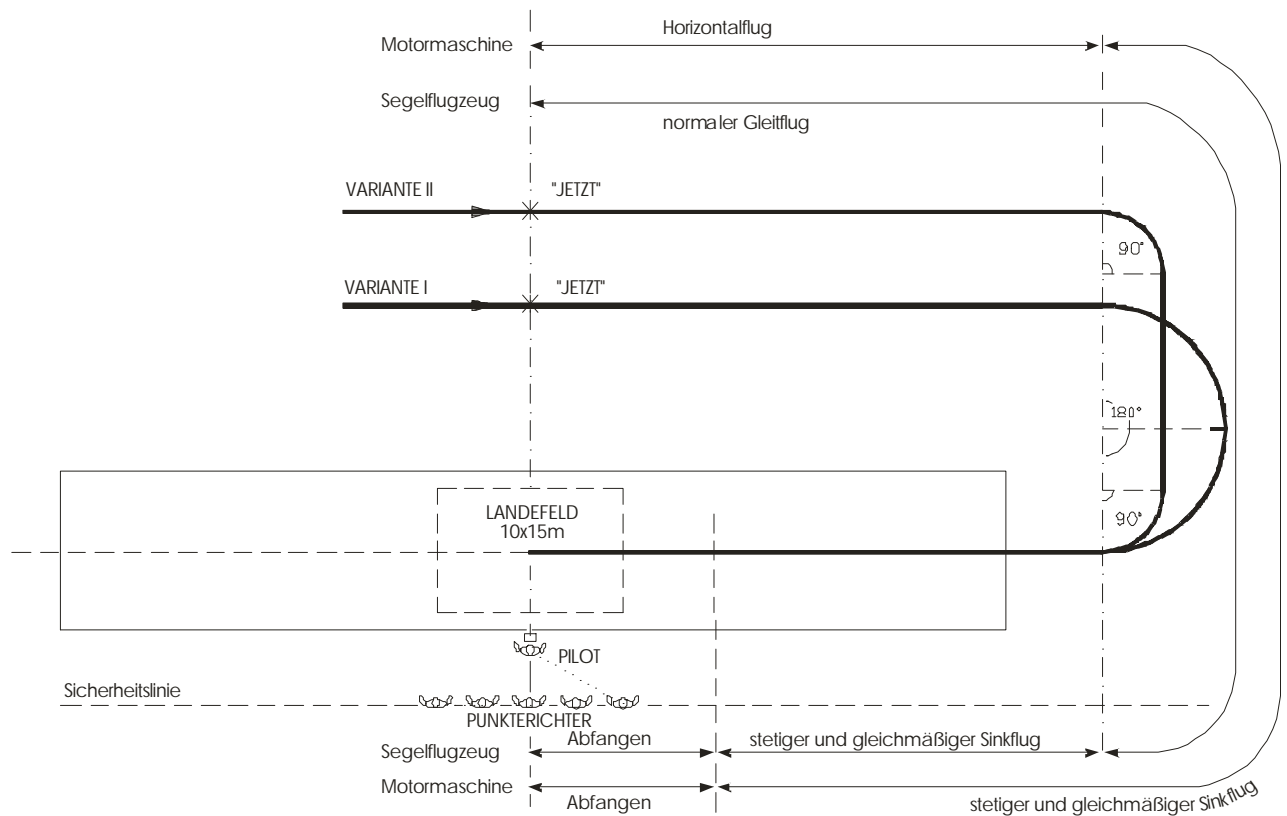 Horizontalflug
Motormaschine
Segelflugzeug
normaler Gleitflug
VARIANTE II
"JETZT"
90°
VARIANTE I
"JETZT"
180°
LANDEFELD
10x15m
90°
PILOT
Sicherheitslinie
PUNKTERICHTER
Abfangen
stetiger und gleichmäßiger Sinkflug
Segelflugzeug
Motormaschine
Abfangen
stetiger und gleichmäßiger Sinkflug